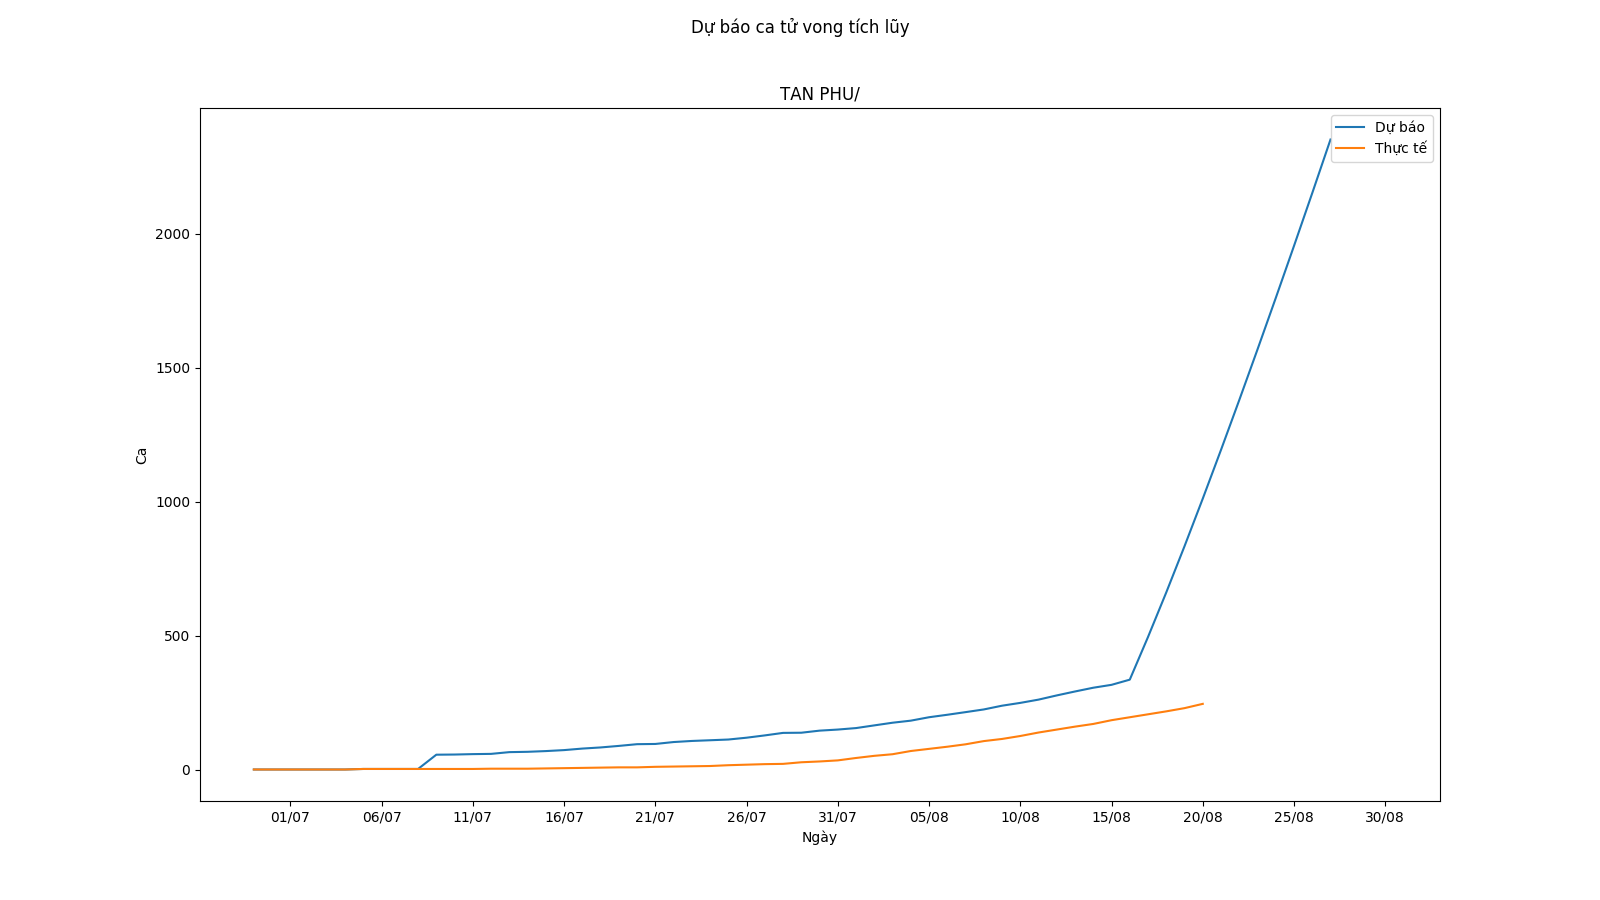 Dự báo ca tử vong tích lũy
TAN PHU/
Dự báo
Thực tế
2000
1500
1000
500
0
Ca
01/07 06/07 11/07 16/07 21/07 26/07 31/07 05/08 10/08 15/08 20/08 25/08 30/08
Ngày